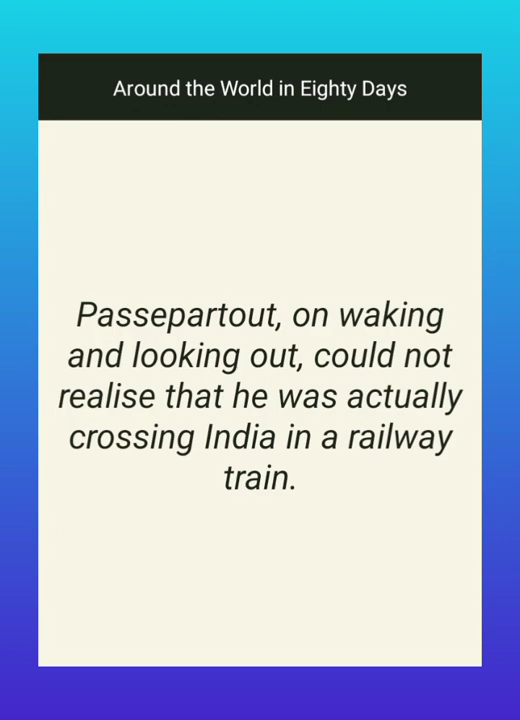 Around the World in Eighty Days
Passepartout, on waking
and looking out, could not
realise that he was actually
crossing India in a railway
train.